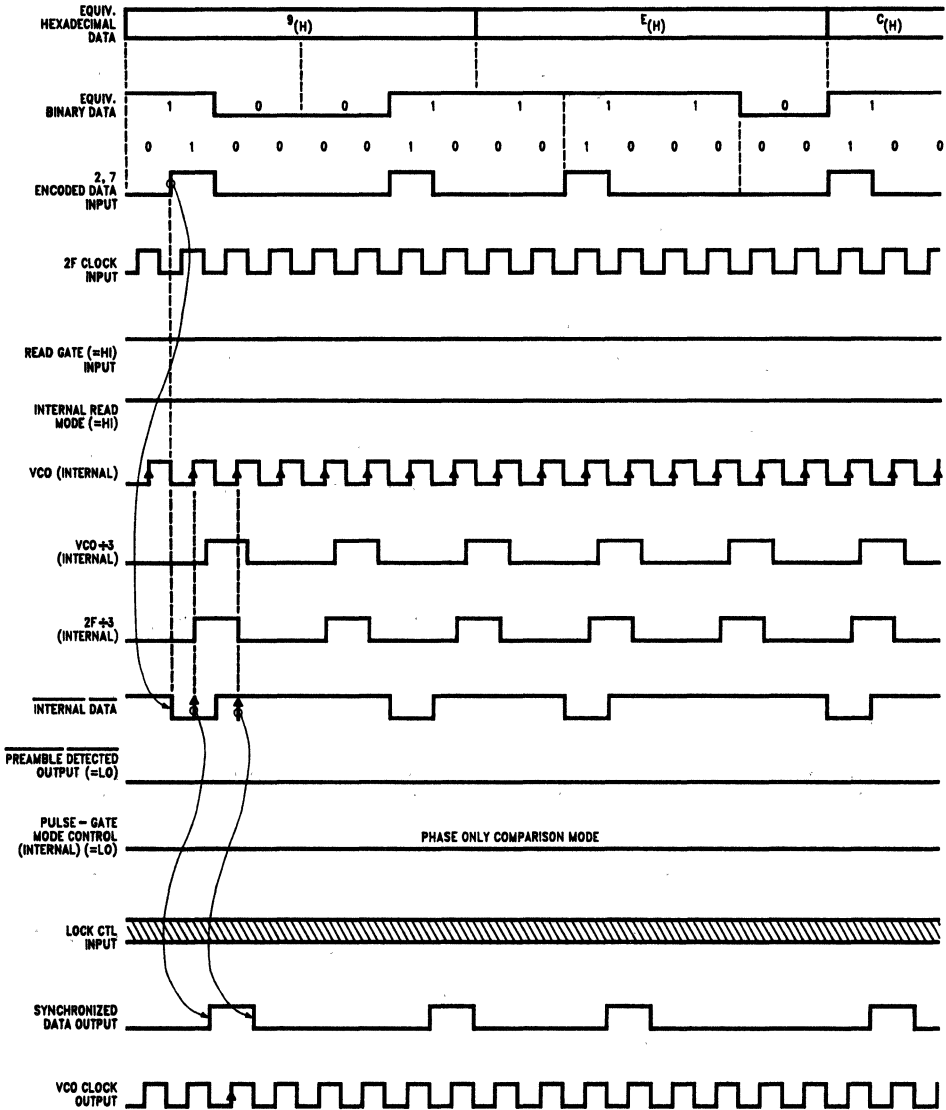 EQUIV.
HEXADECIMAL
DATA
9(H)
E(H)
C(H)
EQUIV.
BINARY DATA
1 0 0 1 1 1 1 0 1
0 1 0 0 0 0 1 0 0 0 1 0 0 0 0 0 1 0 0
2, 7
ENCODED DATA
INPUT
2F CLOCK
INPUT
READ GATE (=HI)
INPUT
INTERNAL READ
MODE (=HI)
VCO (INTERNAL)
VCO÷3
(INTERNAL)
2F÷3
(INTERNAL)
INTERNAL DATA
PREAMBLE DETECTED
OUTPUT (=LO)
PULSE-GATE
MODE CONTROL
(INTERNAL) (=LO)
PHASE ONLY COMPARISON MODE
LOCK CTL
INPUT
SYNCHRONIZED
DATA OUTPUT
VCO CLOCK
OUTPUT